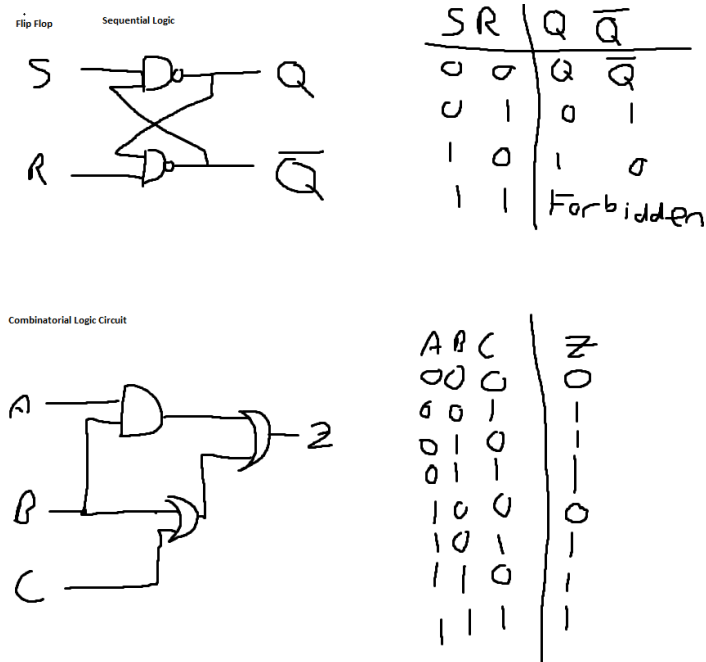 Flip Flop
Sequential Logic
S
Q
R
Q̅
S R Q Q̅
0 0 Q Q̅
0 1 0 1
1 0 1 0
1 1 Forbidden
Combinatorial Logic Circuit
A
B
C
Z
A B C Z
0 0 0 0
0 0 1 1
0 1 0 1
0 1 1 1
1 0 0 0
1 0 1 1
1 1 0 1
1 1 1 1